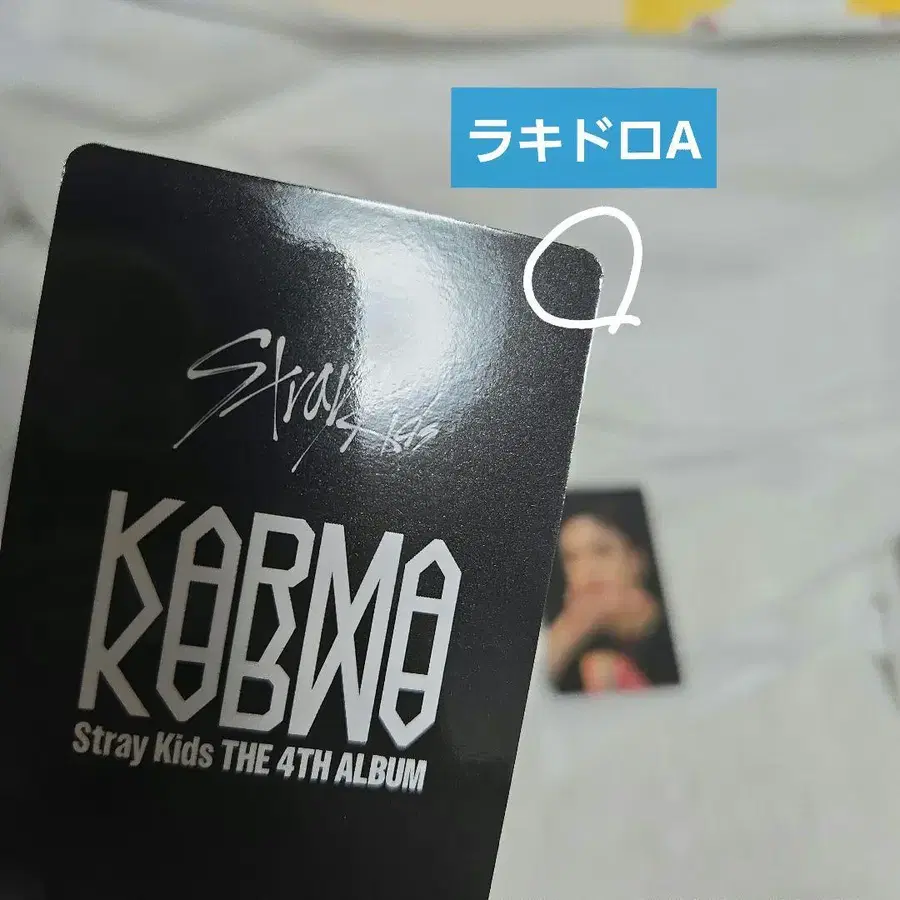 ラキドロA
Stray Kids
KARMA
Stray Kids THE 4TH ALBUM